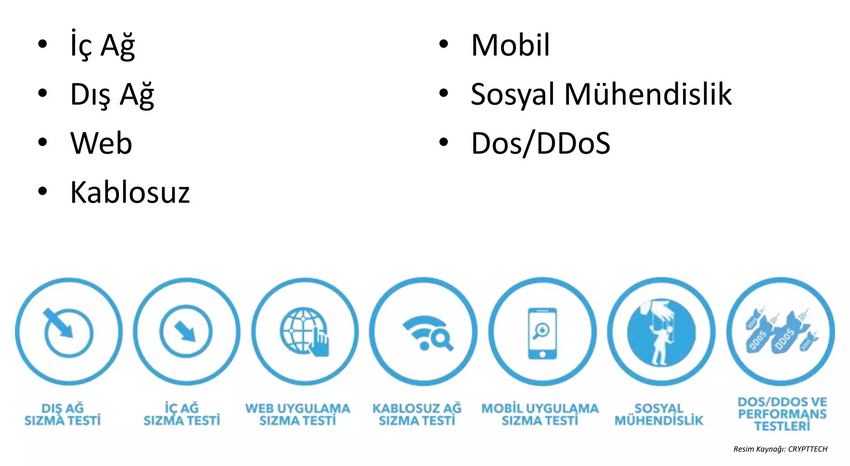 • İç Ağ
• Dış Ağ
• Web
• Kablosuz
• Mobil
• Sosyal Mühendislik
• Dos/DDoS
DIŞ AĞ
SIZMA TESTİ
İÇ AĞ
SIZMA TESTİ
WEB UYGULAMA
SIZMA TESTİ
KABLOSUZ AĞ
SIZMA TESTİ
MOBİL UYGULAMA
SIZMA TESTİ
SOSYAL
MÜHENDİSLİK
DDOS
DDOS
DOS/DDOS VE
PERFORMANS
TESTLERİ
Resim Kaynağı: CRYPTTECH